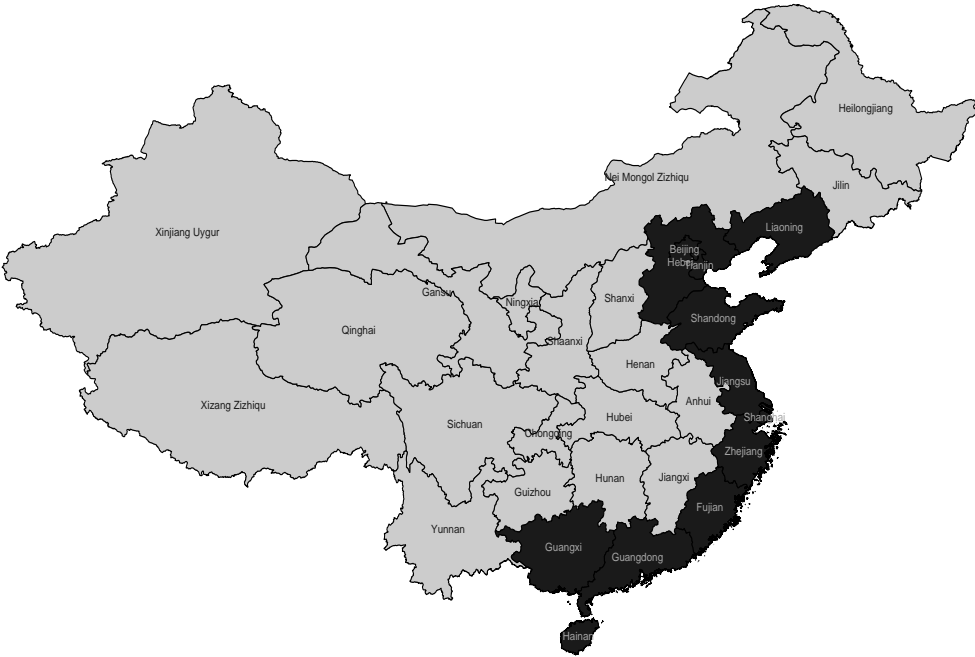 Heilongjiang
Nei Mongol Zizhiqu
Jilin
Xinjiang Uygur
Liaoning
Beijing
Hebei
Tianjin
Gansu
Ningxia
Shanxi
Shandong
Qinghai
Shaanxi
Henan
Jiangsu
Xizang Zizhiqu
Anhui
Shanghai
Hubei
Sichuan
Chongqing
Zhejiang
Hunan
Jiangxi
Guizhou
Fujian
Yunnan
Guangxi
Guangdong
Hainan